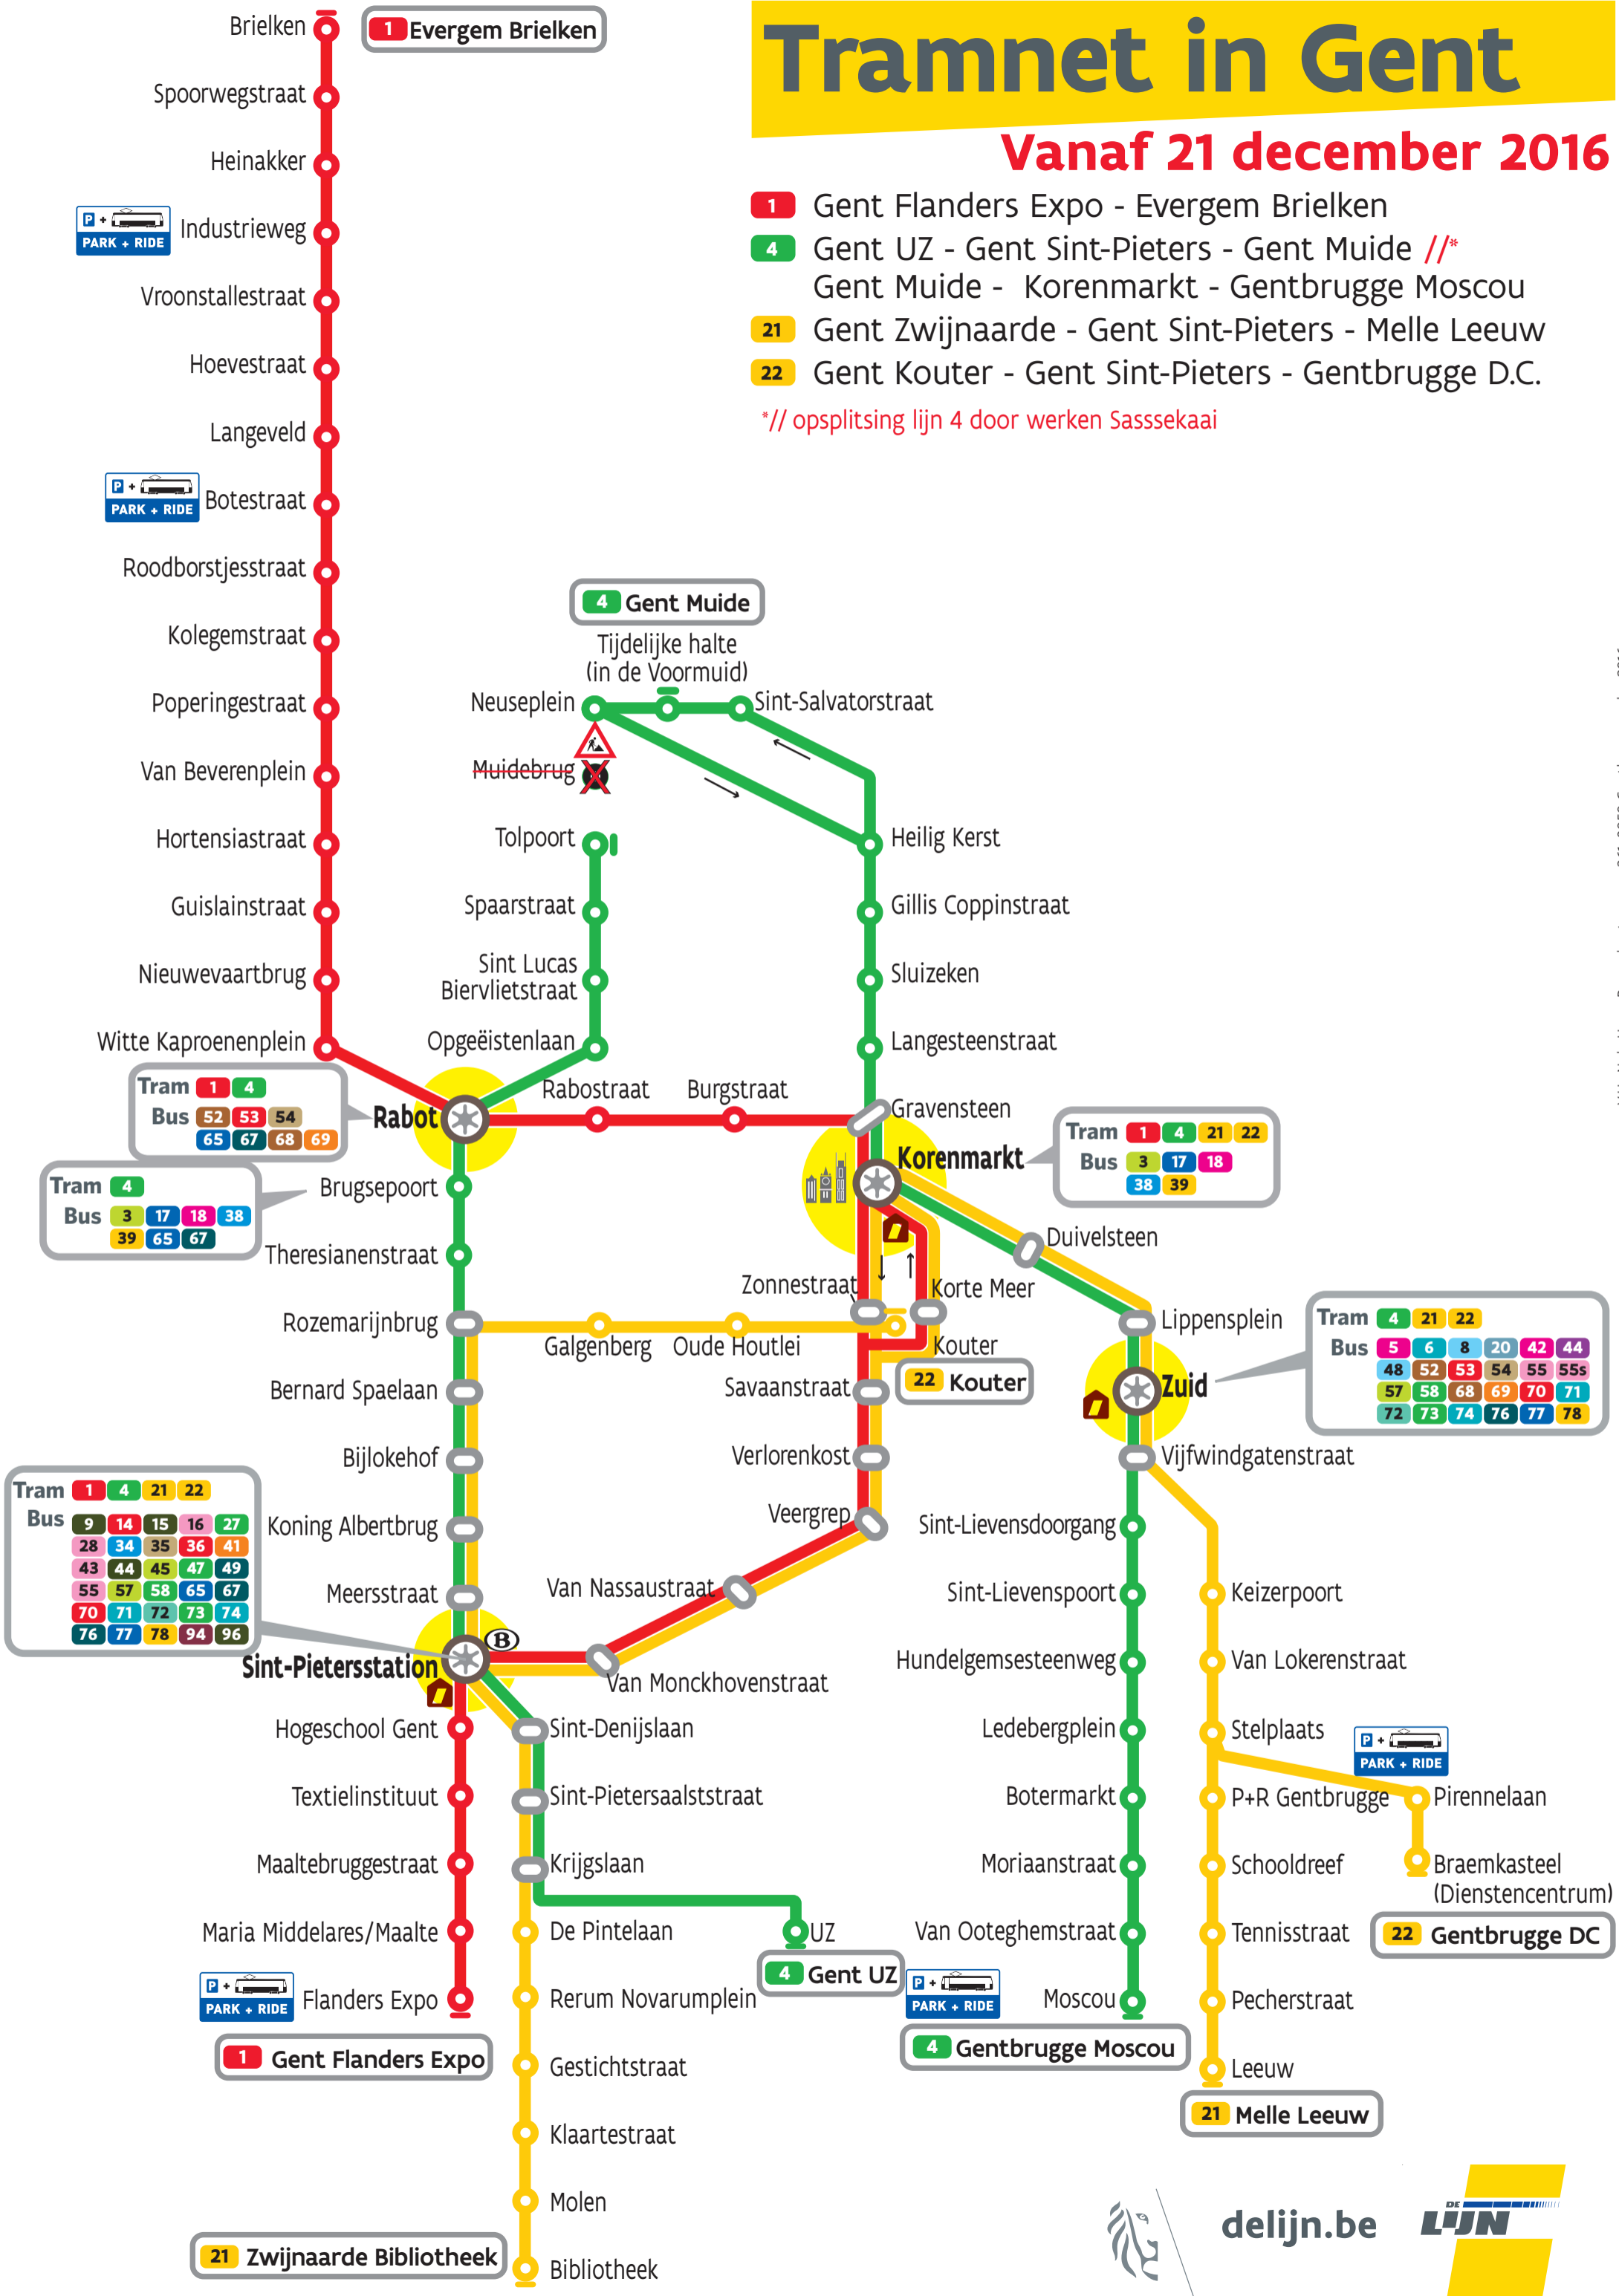 Tramnet in Gent
Vanaf 21 december 2016
1 Gent Flanders Expo - Evergem Brielken
4 Gent UZ - Gent Sint-Pieters - Gent Muide //*
Gent Muide - Korenmarkt - Gentbrugge Moscou
21 Gent Zwijnaarde - Gent Sint-Pieters - Melle Leeuw
22 Gent Kouter - Gent Sint-Pieters - Gentbrugge D.C.
*// opsplitsing lijn 4 door werken Sasssekaai
Brielken
1 Evergem Brielken
Spoorwegstraat
Heinakker
P +
PARK + RIDE
Industrieweg
Vroonstallestraat
Hoevestraat
Langeveld
P +
PARK + RIDE
Botestraat
Roodborstjesstraat
Kolegemstraat
Poperingestraat
Van Beverenplein
Hortensiastraat
Guislainstraat
Nieuwevaartbrug
Witte Kaproenenplein
4 Gent Muide
Tijdelijke halte
(in de Voormuid)
Neuseplein
Sint-Salvatorstraat
Muidebrug
Tolpoort
Spaarstraat
Sint Lucas
Biervlietstraat
Opgeëistenlaan
Heilig Kerst
Gillis Coppinstraat
Sluizeken
Langesteenstraat
Gravensteen
Tram 1 4
Bus 52 53 54
65 67 68 69
Rabot
Rabostraat
Burgstraat
Korenmarkt
Tram 1 4 21 22
Bus 3 17 18
38 39
Tram 4
Bus 3 17 18 38
39 65 67
Brugsepoort
Theresianenstraat
Rozemarijnbrug
Galgenberg
Oude Houtlei
Zonnestraat
Korte Meer
Kouter
22 Kouter
Duivelsteen
Lippensplein
Zuid
Tram 4 21 22
Bus 5 6 8 20 42 44
48 52 53 54 55 55s
57 58 68 69 70 71
72 73 74 76 77 78
Bernard Spaelaan
Bijlokehof
Koning Albertbrug
Meersstraat
Savaanstraat
Verlorenkost
Veergrep
Van Nassaustraat
Van Monckhovenstraat
Tram 1 4 21 22
Bus 9 14 15 16 27
28 34 35 36 41
43 44 45 47 49
55 57 58 65 67
70 71 72 73 74
76 77 78 94 96
B
Sint-Pietersstation
Hogeschool Gent
Textielinstituut
Maaltebruggestraat
Maria Middelares/Maalte
P +
PARK + RIDE
Flanders Expo
1 Gent Flanders Expo
Sint-Denijslaan
Sint-Pietersaalststraat
Krijgslaan
De Pintelaan
UZ
4 Gent UZ
Rerum Novarumplein
Gestichtstraat
Klaartestraat
Molen
Bibliotheek
21 Zwijnaarde Bibliotheek
Vijfwindgatenstraat
Sint-Lievensdoorgang
Sint-Lievenspoort
Hundelgemsesteenweg
Ledebergplein
Botermarkt
Moriaanstraat
Van Ooteghemstraat
P +
PARK + RIDE
Moscou
4 Gentbrugge Moscou
Keizerpoort
Van Lokerenstraat
Stelplaats
P +
PARK + RIDE
P+R Gentbrugge
Pirennelaan
Schooldreef
Braemkasteel
(Dienstencentrum)
22 Gentbrugge DC
Tennisstraat
Pecherstraat
Leeuw
21 Melle Leeuw
delijn.be
DE LIJN